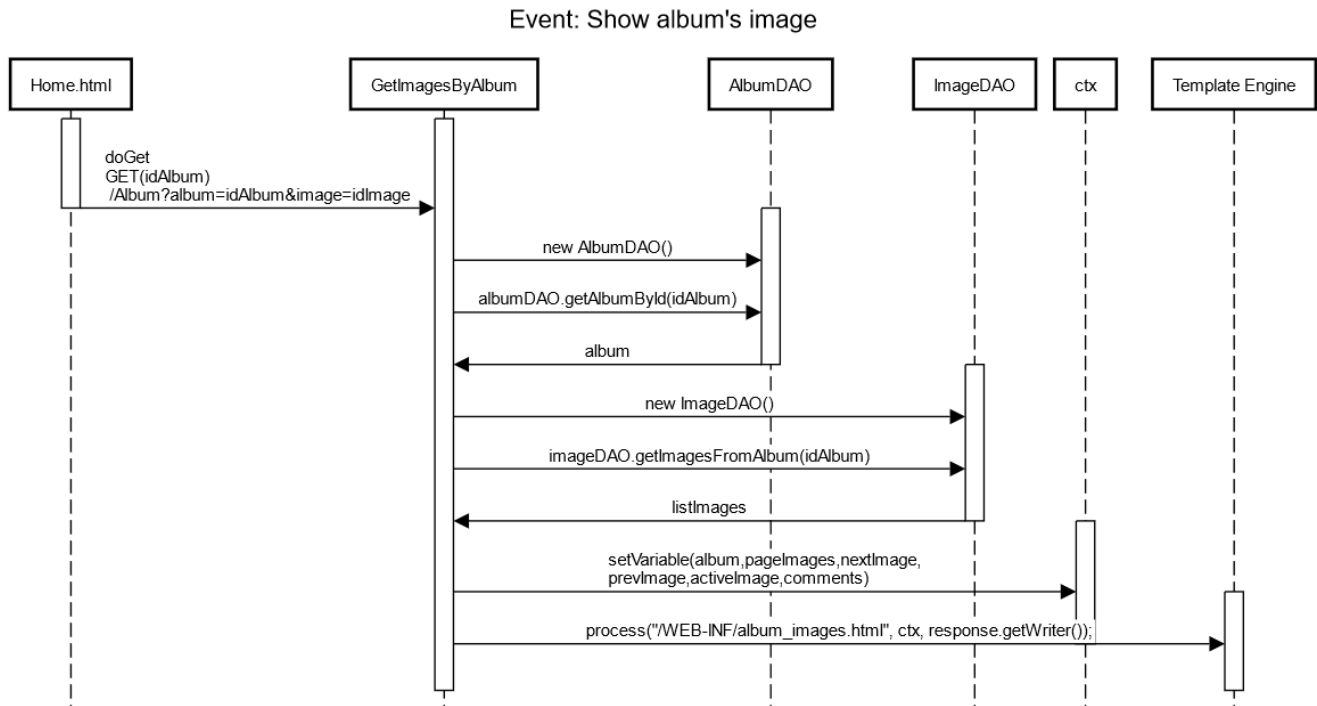 Event: Show album's image
Home.html
GetImagesByAlbum
AlbumDAO
ImageDAO
ctx
Template Engine
doGet
GET(idAlbum)
/Album?album=idAlbum&image=idImage
new AlbumDAO()
albumDAO.getAlbumById(idAlbum)
album
new ImageDAO()
imageDAO.getImagesFromAlbum(idAlbum)
listImages
setVariable(album,pageImages,nextImage,
prevImage,activeImage,comments)
process("/WEB-INF/album_images.html", ctx, response.getWriter());